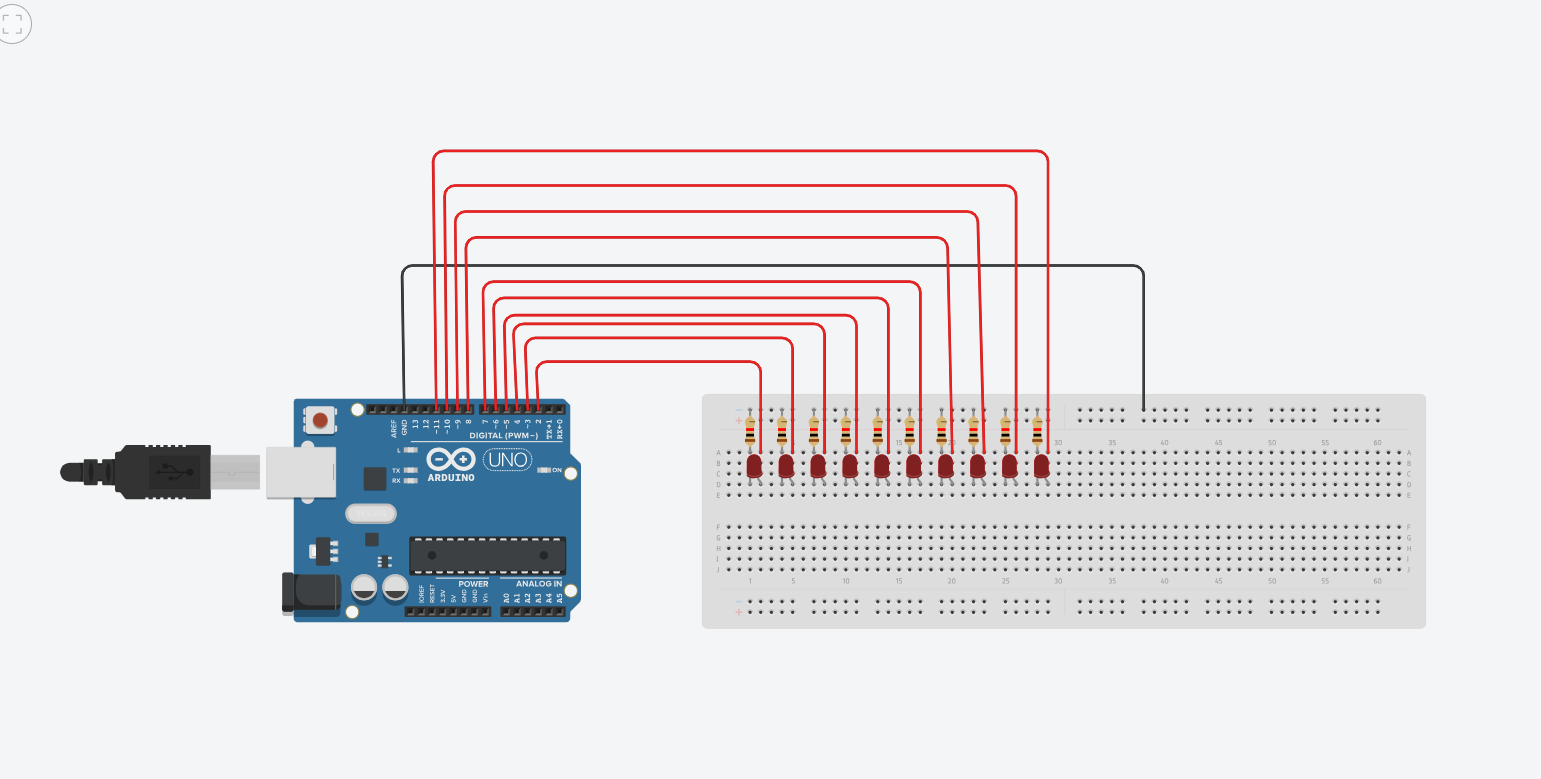 AREF
GND
13
12
~11
~10
~9
8
7
~6
~5
4
~3
2
TX→1
RX←0
DIGITAL (PWM~)
L
TX
RX
ARDUINO
UNO
ON
POWER
ANALOG IN
IOREF
RESET
3.3V
5V
GND
GND
Vin
A0
A1
A2
A3
A4
A5
30 35 40 45 50 55 60
A A
B B
C C
D D
E E
F F
G G
H H
I I
J J
1 5 10 15 20 25 30 35 40 45 50 55 60